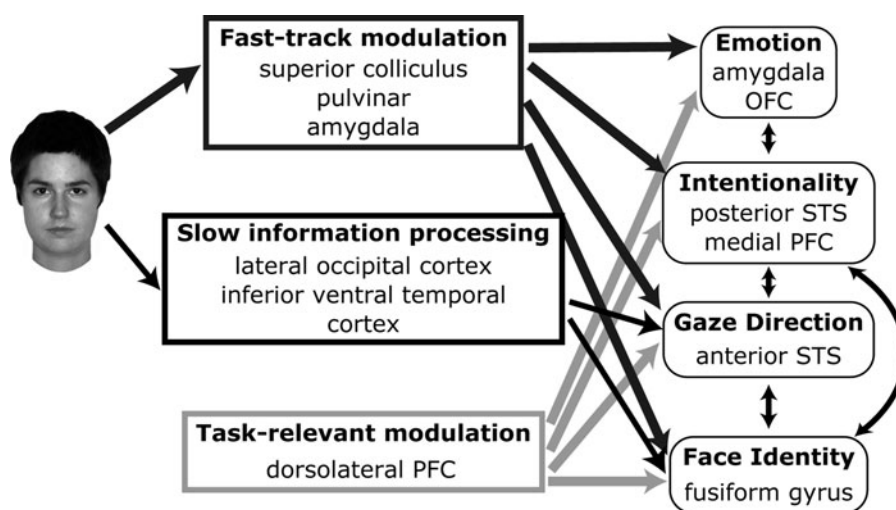 Fast-track modulation
superior colliculus
pulvinar
amygdala
Slow information processing
lateral occipital cortex
inferior ventral temporal
cortex
Task-relevant modulation
dorsolateral PFC
Emotion
amygdala
OFC
Intentionality
posterior STS
medial PFC
Gaze Direction
anterior STS
Face Identity
fusiform gyrus